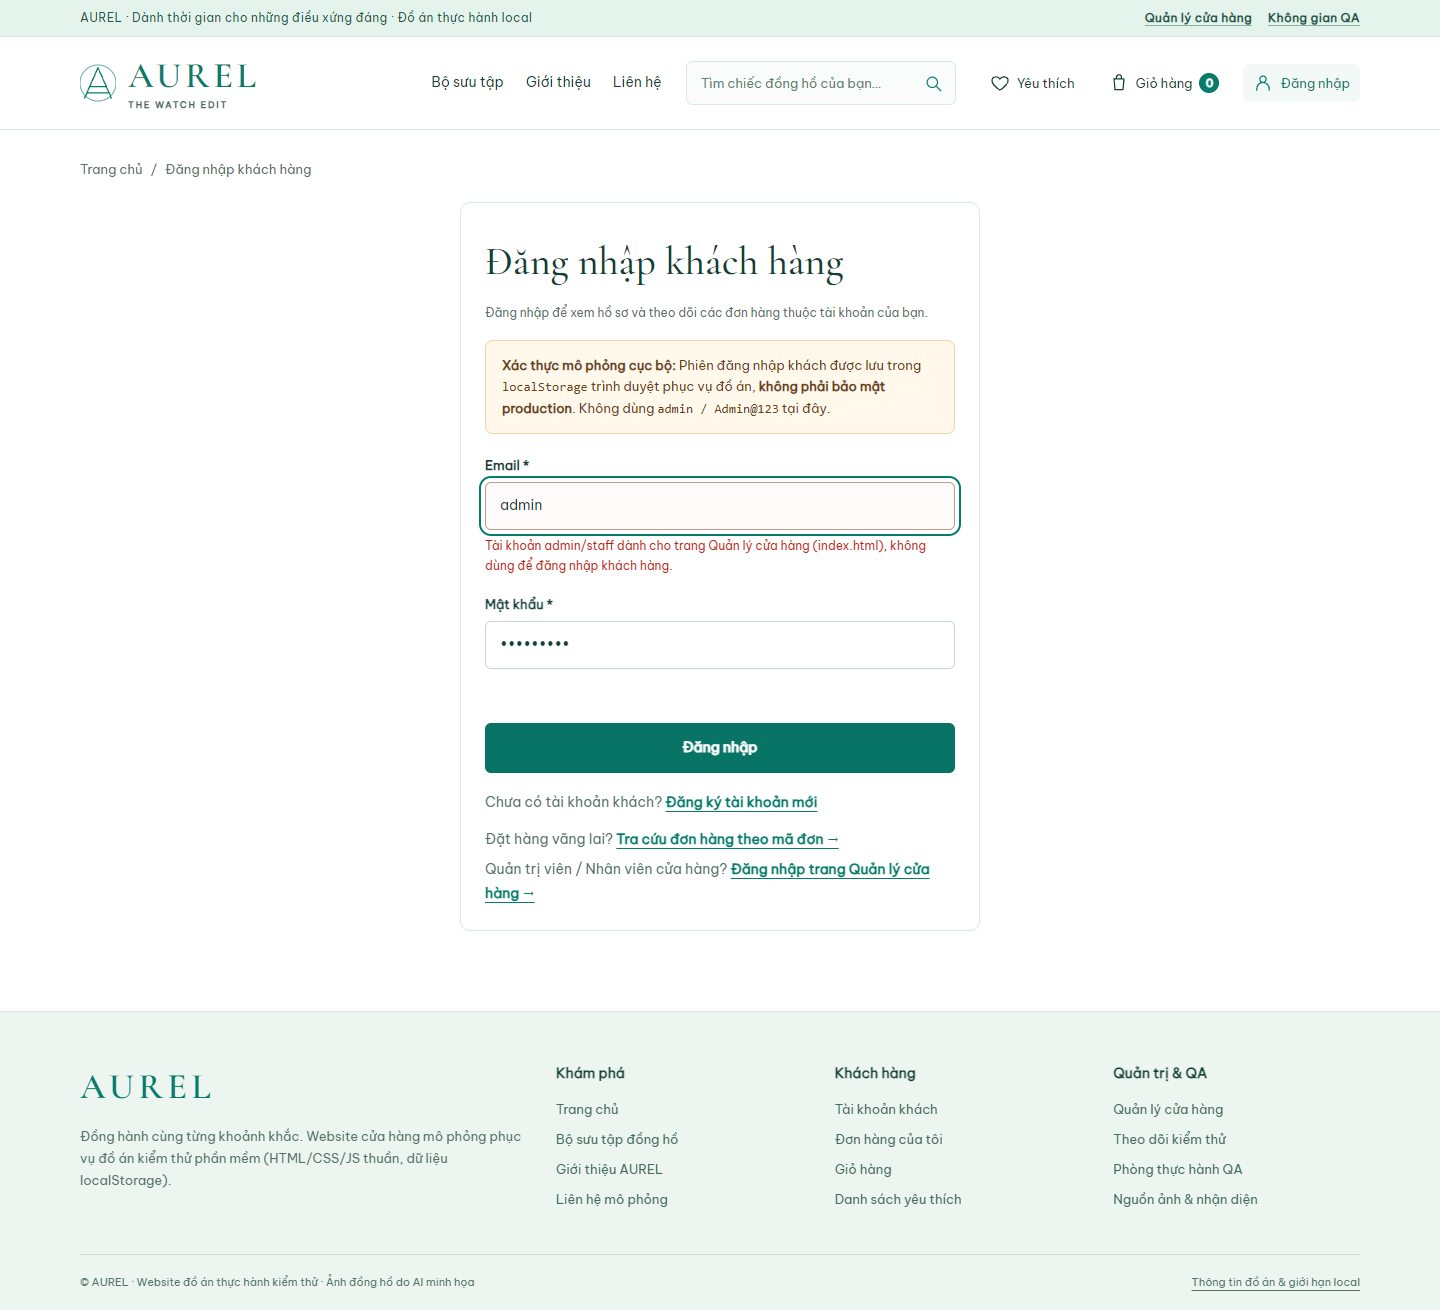 AUREL · Dành thời gian cho những điều xứng đáng · Đồ án thực hành local
Quản lý cửa hàng
Không gian QA
AUREL
THE WATCH EDIT
Bộ sưu tập
Giới thiệu
Liên hệ
Tìm chiếc đồng hồ của bạn...
Yêu thích
Giỏ hàng 0
Đăng nhập
Trang chủ / Đăng nhập khách hàng
Đăng nhập khách hàng
Đăng nhập để xem hồ sơ và theo dõi các đơn hàng thuộc tài khoản của bạn.
Xác thực mô phỏng cục bộ: Phiên đăng nhập khách được lưu trong
localStorage trình duyệt phục vụ đồ án, không phải bảo mật
production. Không dùng admin / Admin@123 tại đây.
Email *
admin
Tài khoản admin/staff dành cho trang Quản lý cửa hàng (index.html), không
dùng để đăng nhập khách hàng.
Mật khẩu *
•••••••••
Đăng nhập
Chưa có tài khoản khách? Đăng ký tài khoản mới
Đặt hàng vãng lai? Tra cứu đơn hàng theo mã đơn →
Quản trị viên / Nhân viên cửa hàng? Đăng nhập trang Quản lý cửa
hàng →
AUREL
Đồng hành cùng từng khoảnh khắc. Website cửa hàng mô phỏng phục
vụ đồ án kiểm thử phần mềm (HTML/CSS/JS thuần, dữ liệu
localStorage).
Khám phá
Trang chủ
Bộ sưu tập đồng hồ
Giới thiệu AUREL
Liên hệ mô phỏng
Khách hàng
Tài khoản khách
Đơn hàng của tôi
Giỏ hàng
Danh sách yêu thích
Quản trị & QA
Quản lý cửa hàng
Theo dõi kiểm thử
Phòng thực hành QA
Nguồn ảnh & nhận diện
© AUREL · Website đồ án thực hành kiểm thử · Ảnh đồng hồ do AI minh họa
Thông tin đồ án & giới hạn local